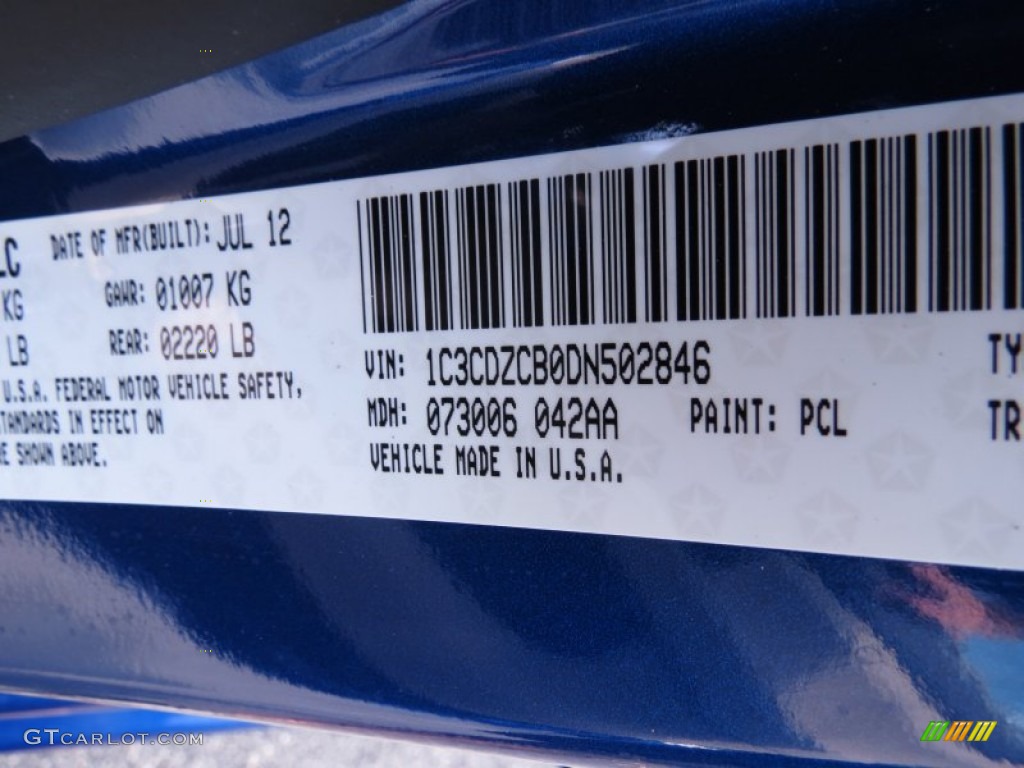 LC DATE OF MFR(BUILT): JUL 12
KG GAWR: 01007 KG
LB REAR: 02220 LB
U.S.A. FEDERAL MOTOR VEHICLE SAFETY,
STANDARDS IN EFFECT ON
E SHOWN ABOVE.
VIN: 1C3CDZCB0DN502846 TY
MDH: 073006 042AA PAINT: PCL TR
VEHICLE MADE IN U.S.A.
GTCARLOT.COM